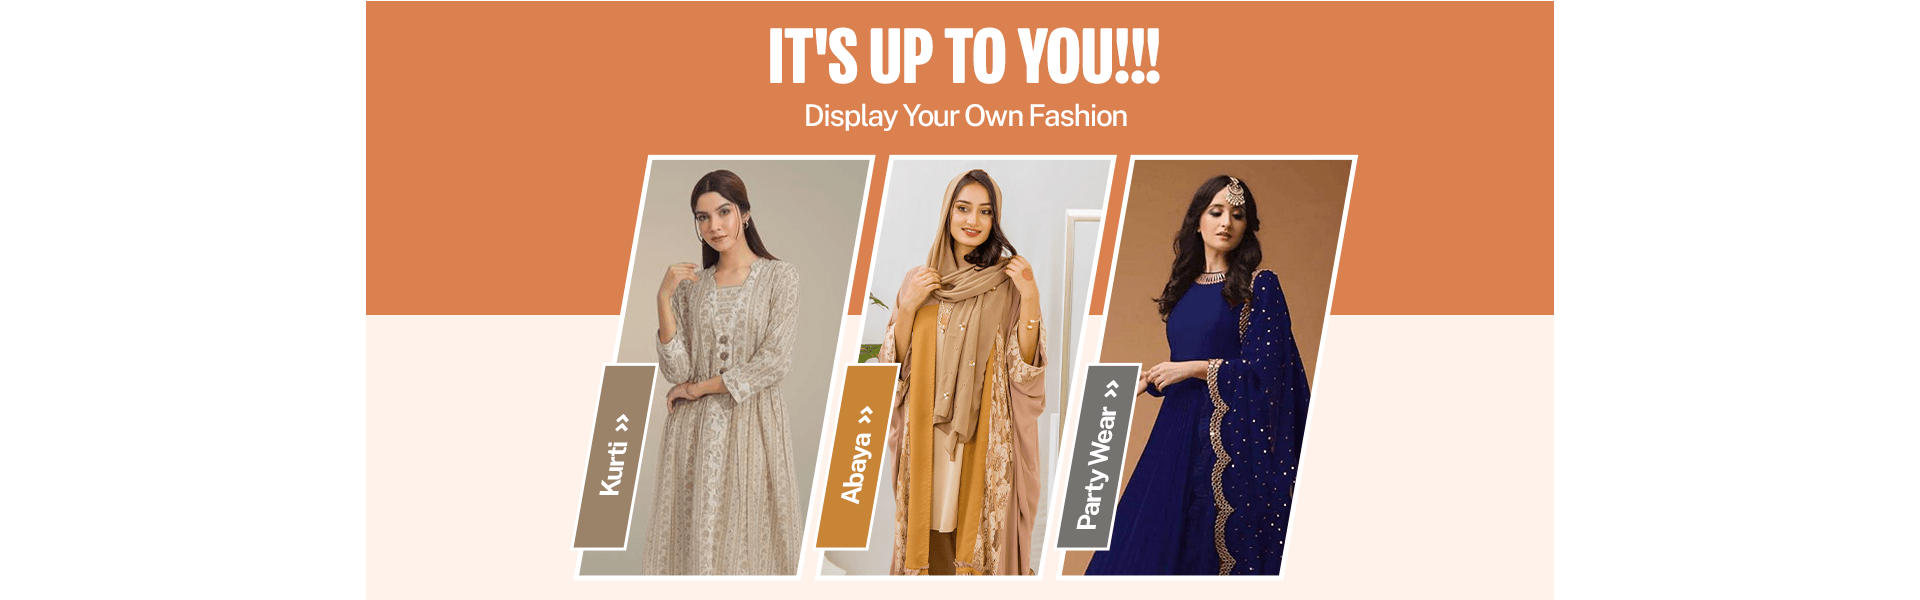 IT'S UP TO YOU!!!
Display Your Own Fashion
Kurti »
Abaya »
Party Wear »